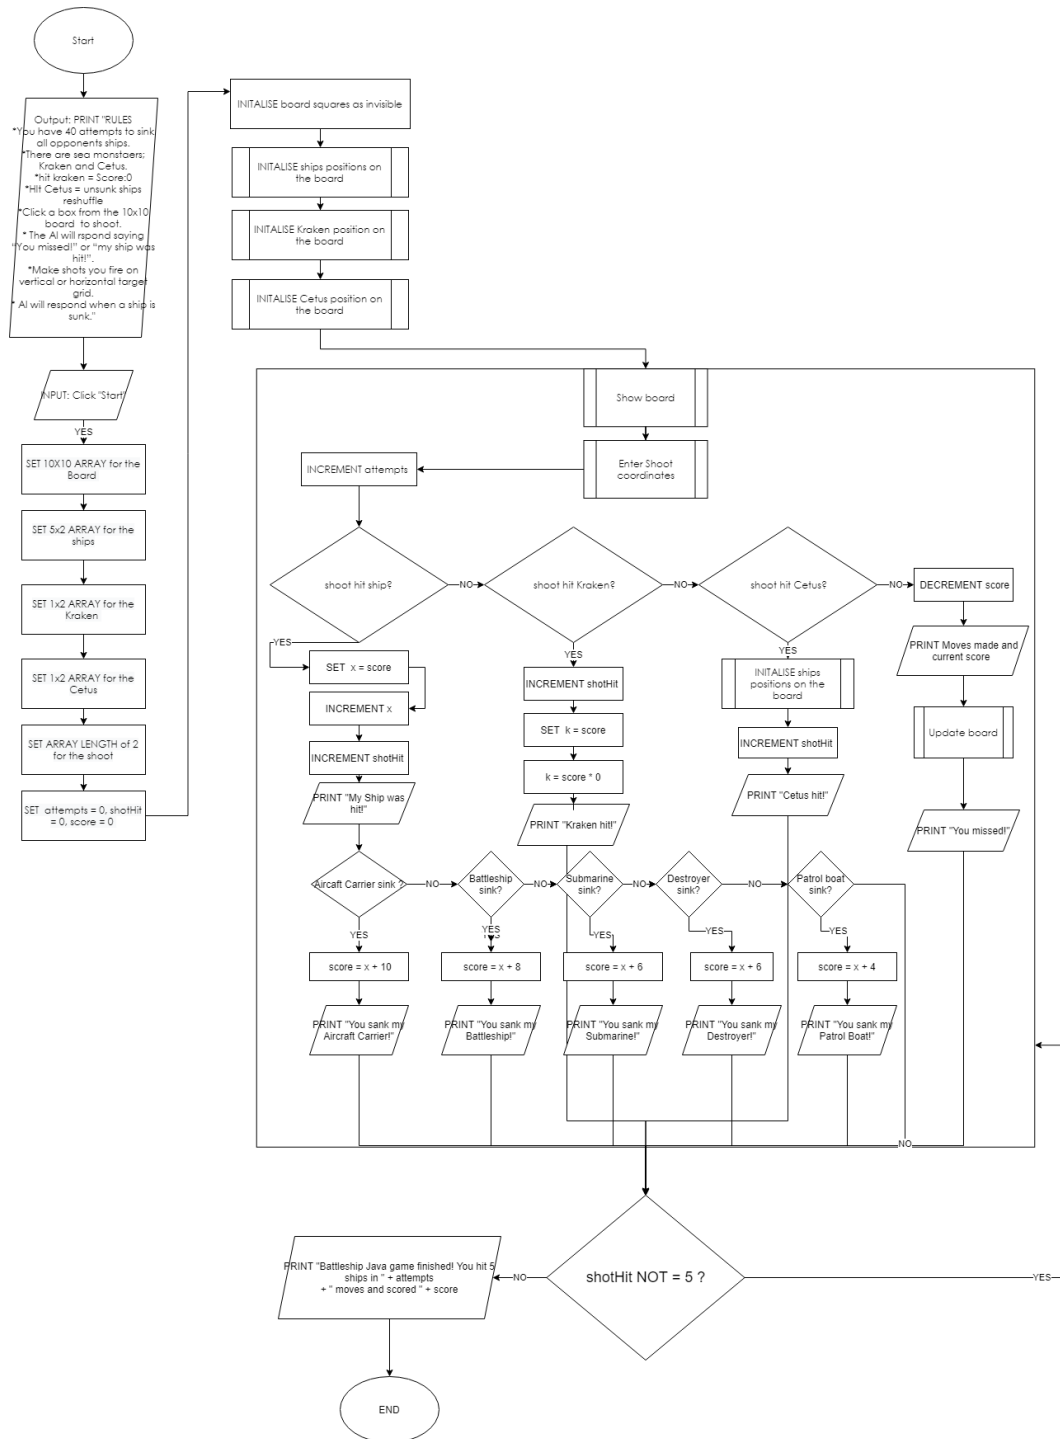 Start
Output: PRINT "RULES
*You have 40 attempts to sink
all opponents ships.
*There are sea monstaers;
Kraken and Cetus.
*hit kraken = Score:0
*Hit Cetus = unsunk ships
reshuffle
*Click a box from the 10x10
board to shoot.
* The AI will rspond saying
"You missed!" or "my ship was
hit!".
*Make shots you fire on
vertical or horizontal target
grid.
* AI will respond when a ship is
sunk."
INPUT: Click "Start"
YES
SET 10X10 ARRAY for the
Board
SET 5x2 ARRAY for the
ships
SET 1x2 ARRAY for the
Kraken
SET 1x2 ARRAY for the
Cetus
SET ARRAY LENGTH of 2
for the shoot
SET attempts = 0, shotHit
= 0, score = 0
INITALISE board squares as invisible
INITALISE ships positions on
the board
INITALISE Kraken position on
the board
INITALISE Cetus position on
the board
Show board
Enter Shoot
coordinates
INCREMENT attempts
shoot hit ship?
NO
shoot hit Kraken?
NO
shoot hit Cetus?
NO
DECREMENT score
PRINT Moves made and
current score
Update board
PRINT "You missed!"
YES
SET x = score
INCREMENT x
INCREMENT shotHit
PRINT "My Ship was
hit!"
YES
INCREMENT shotHit
SET k = score
k = score * 0
PRINT "Kraken hit!"
YES
INITALISE ships
positions on the
board
INCREMENT shotHit
PRINT "Cetus hit!"
Aircaft Carrier sink ?
NO
Battleship
sink?
NO
Submarine
sink?
NO
Destroyer
sink?
NO
Patrol boat
sink?
YES
YES
YES
YES
YES
score = x + 10
score = x + 8
score = x + 6
score = x + 6
score = x + 4
PRINT "You sank my
Aircraft Carrier!"
PRINT "You sank my
Battleship!"
PRINT "You sank my
Submarine!"
PRINT "You sank my
Destroyer!"
PRINT "You sank my
Patrol Boat!"
NO
shotHit NOT = 5 ?
NO
YES
PRINT "Battleship Java game finished! You hit 5
ships in " + attempts
+ " moves and scored " + score
END